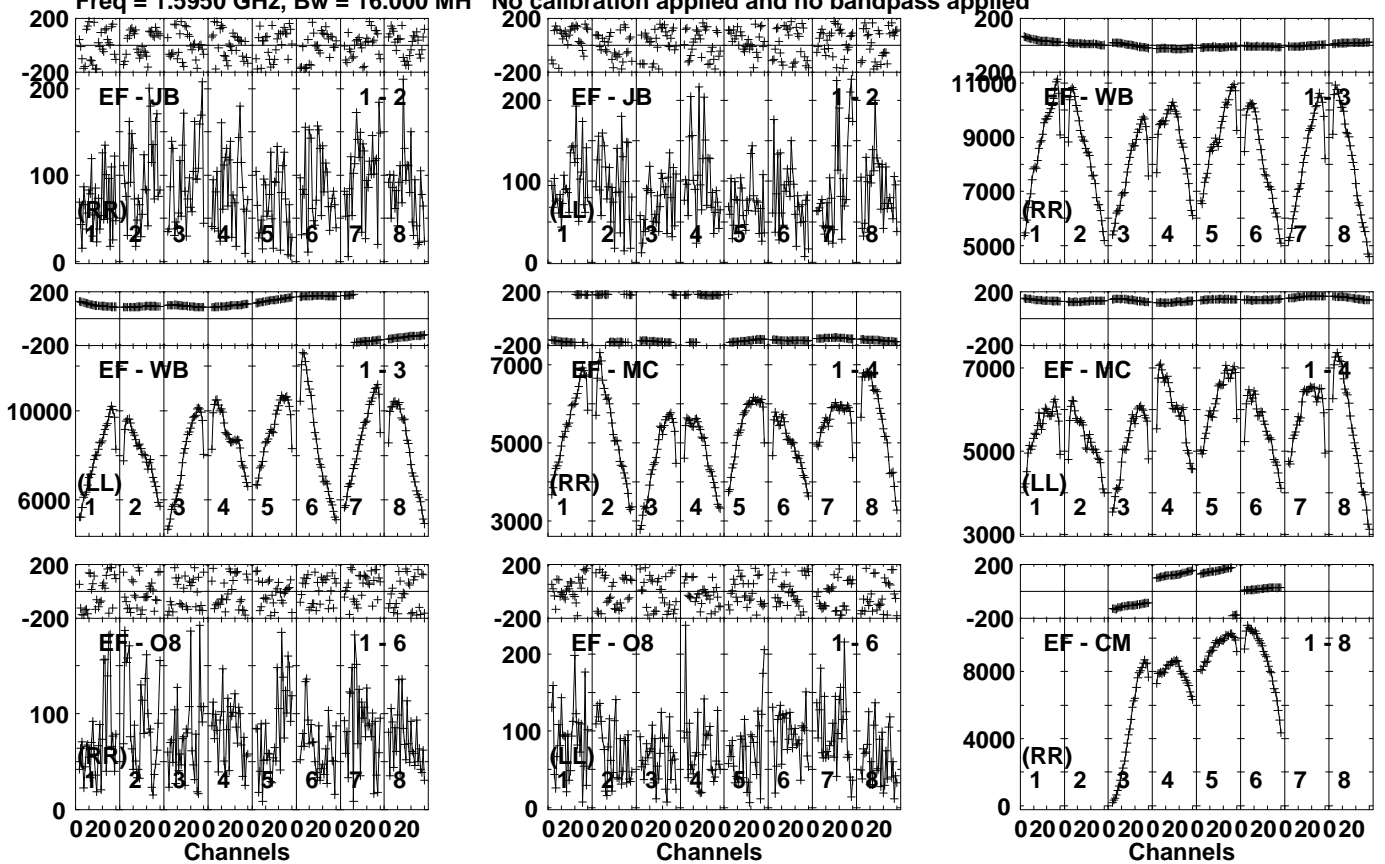 Freq = 1.5950 GHz, Bw = 16.000 MH No calibration applied and no bandpass applied
200
-200
EF - JB
1 - 2
200
100
0
(RR)
1 2 3 4 5 6 7 8
200
-200
EF - JB
1 - 2
200
100
0
(LL)
1 2 3 4 5 6 7 8
200
-200
EF - WB
1 - 3
11000
9000
7000
5000
(RR)
1 2 3 4 5 6 7 8
200
-200
EF - WB
1 - 3
10000
6000
(LL)
1 2 3 4 5 6 7 8
200
-200
EF - MC
1 - 4
7000
5000
3000
(RR)
1 2 3 4 5 6 7 8
200
-200
EF - MC
1 - 4
7000
5000
3000
(LL)
1 2 3 4 5 6 7 8
200
-200
EF - O8
1 - 6
100
0
(RR)
1 2 3 4 5 6 7 8
0 20 0 20 0 20 0 20 0 20 0 20 0 20 0 20
Channels
200
-200
EF - O8
1 - 6
200
100
0
(LL)
1 2 3 4 5 6 7 8
0 20 0 20 0 20 0 20 0 20 0 20 0 20 0 20
Channels
200
-200
EF - CM
1 - 8
8000
4000
0
(RR)
1 2 3 4 5 6 7 8
0 20 0 20 0 20 0 20 0 20 0 20 0 20 0 20
Channels